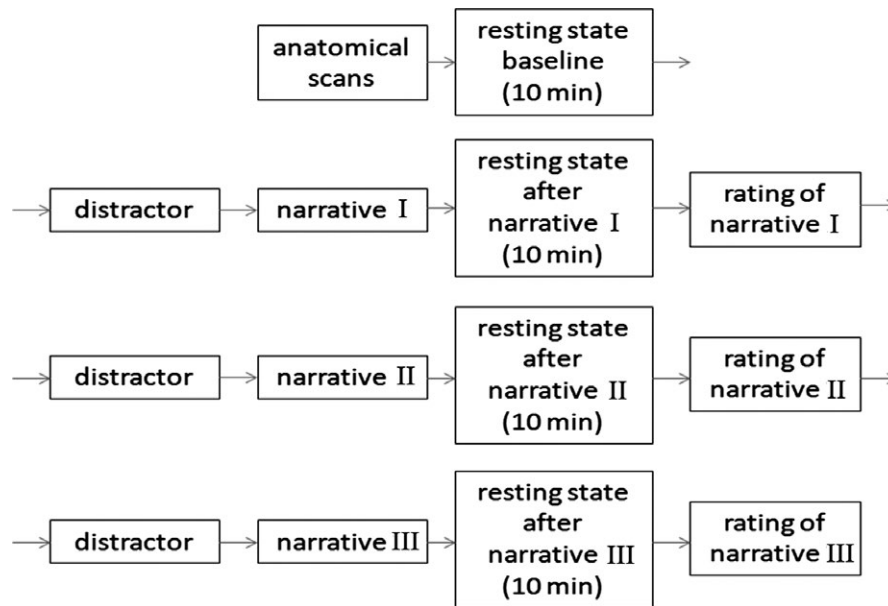 anatomical
scans
resting state
baseline
(10 min)
distractor
narrative I
resting state
after
narrative I
(10 min)
rating of
narrative I
distractor
narrative II
resting state
after
narrative II
(10 min)
rating of
narrative II
distractor
narrative III
resting state
after
narrative III
(10 min)
rating of
narrative III